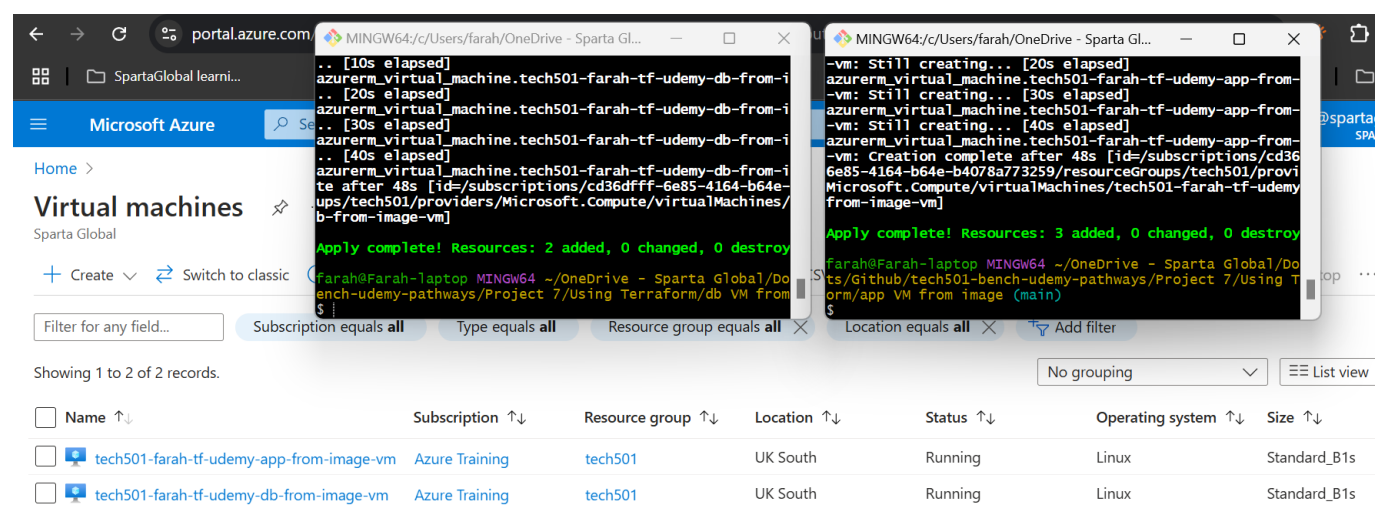 portal.azure.com/
SpartaGlobal learni...
Microsoft Azure
Home >
Virtual machines
Sparta Global
Create
Switch to classic
MINGW64:/c/Users/farah/OneDrive - Sparta Gl...
.. [10s elapsed]
azurerm_virtual_machine.tech501-farah-tf-udemy-db-from-i
.. [20s elapsed]
azurerm_virtual_machine.tech501-farah-tf-udemy-db-from-i
.. [30s elapsed]
azurerm_virtual_machine.tech501-farah-tf-udemy-db-from-i
.. [40s elapsed]
azurerm_virtual_machine.tech501-farah-tf-udemy-db-from-i
te after 48s [id=/subscriptions/cd36dfff-6e85-4164-b64e-
ups/tech501/providers/Microsoft.Compute/virtualMachines/
b-from-image-vm]
Apply complete! Resources: 2 added, 0 changed, 0 destroy
farah@Farah-laptop MINGW64 ~/OneDrive - Sparta Global/Do
ench-udemy-pathways/Project 7/Using Terraform/db VM from
$
MINGW64:/c/Users/farah/OneDrive - Sparta Gl...
-vm: Still creating... [20s elapsed]
azurerm_virtual_machine.tech501-farah-tf-udemy-app-from-
-vm: Still creating... [30s elapsed]
azurerm_virtual_machine.tech501-farah-tf-udemy-app-from-
-vm: Still creating... [40s elapsed]
azurerm_virtual_machine.tech501-farah-tf-udemy-app-from-
-vm: Creation complete after 48s [id=/subscriptions/cd36
6e85-4164-b64e-b4078a773259/resourceGroups/tech501/provi
Microsoft.Compute/virtualMachines/tech501-farah-tf-udemy
from-image-vm]
Apply complete! Resources: 3 added, 0 changed, 0 destroy
farah@Farah-laptop MINGW64 ~/OneDrive - Sparta Global/Do
ts/Github/tech501-bench-udemy-pathways/Project 7/Using T
orm/app VM from image (main)
$
Filter for any field... Subscription equals all Type equals all Resource group equals all Location equals all Add filter
Showing 1 to 2 of 2 records.
No grouping List view
Name Subscription Resource group Location Status Operating system Size
tech501-farah-tf-udemy-app-from-image-vm Azure Training tech501 UK South Running Linux Standard_B1s
tech501-farah-tf-udemy-db-from-image-vm Azure Training tech501 UK South Running Linux Standard_B1s